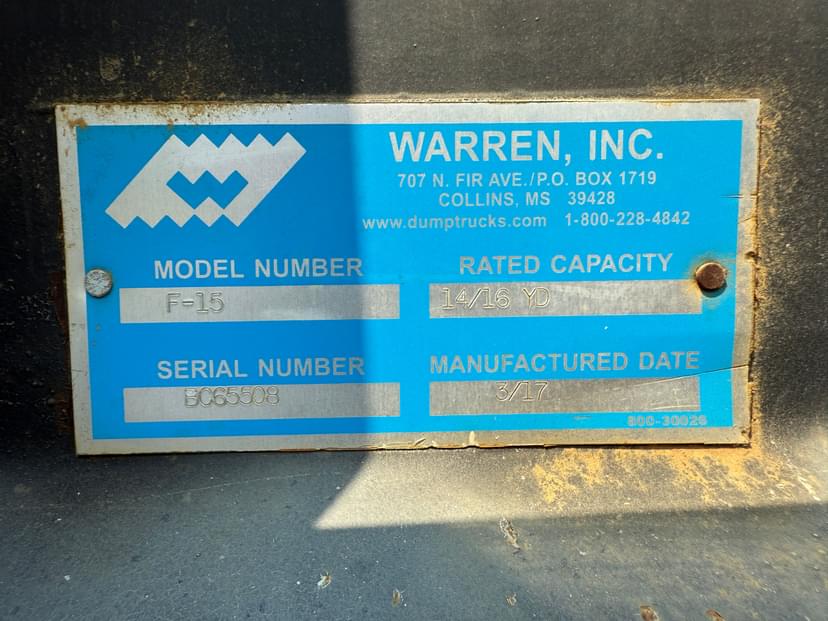 WARREN, INC.
707 N. FIR AVE./P.O. BOX 1719
COLLINS, MS 39428
www.dumptrucks.com 1-800-228-4842
MODEL NUMBER RATED CAPACITY
F-15 14/16 YD
SERIAL NUMBER MANUFACTURED DATE
BC65508 3/17
800-30026